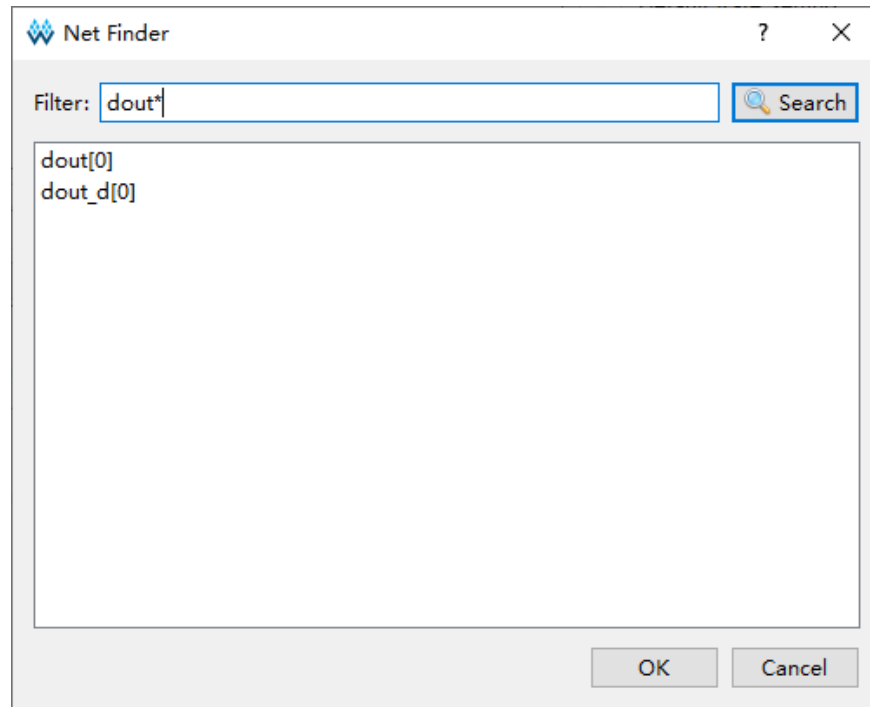 Net Finder
?
Filter: dout*
Search
dout[0]
dout_d[0]
OK
Cancel